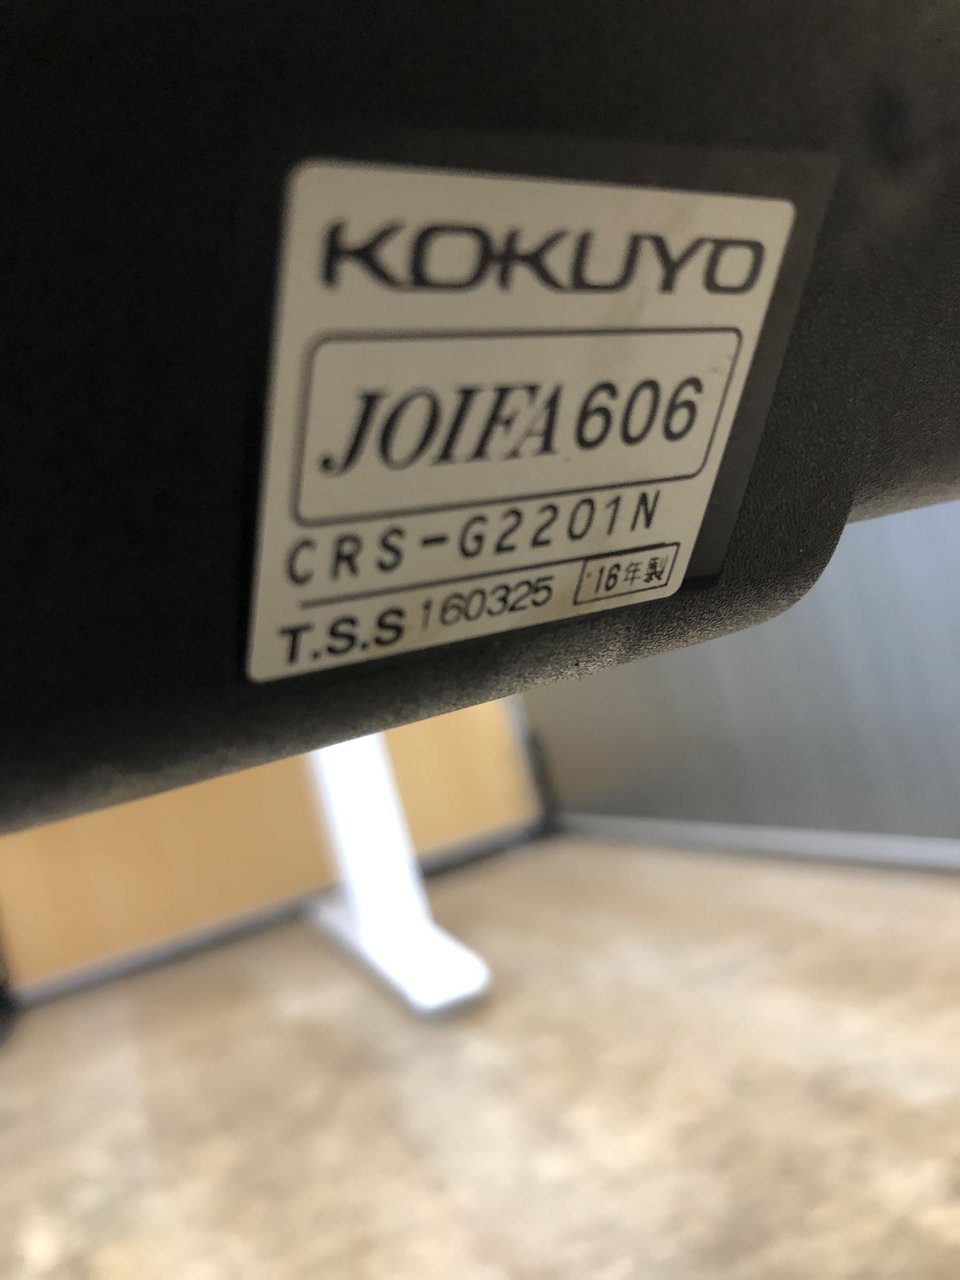 KOKUYO
JOIFA 606
CRS-G2201N
T.S.S 160325 '16年製